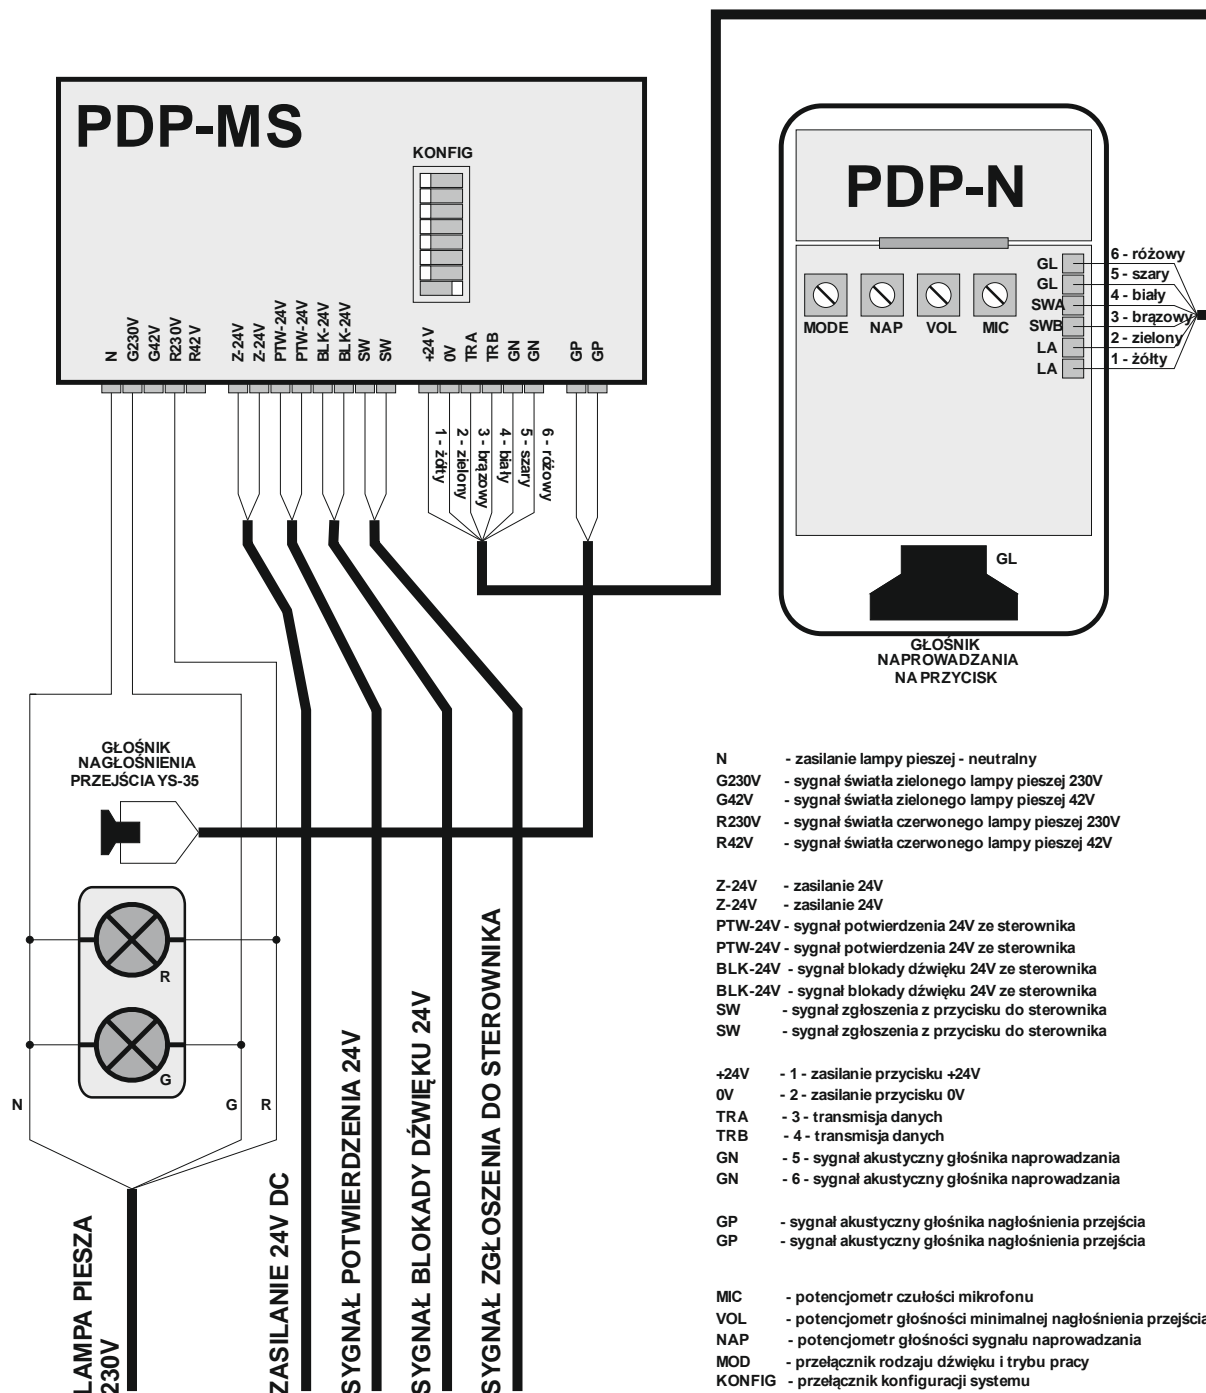 PDP-MS
KONFIG
N
G230V
G42V
R230V
R42V
Z-24V
Z-24V
PTW-24V
PTW-24V
BLK-24V
BLK-24V
SW
SW
+24V
0V
TRA
TRB
GN
GN
GP
GP
1 - żółty
2 - zielony
3 - brązowy
4 - biały
5 - szary
6 - różowy
PDP-N
MODE
NAP
VOL
MIC
GL
GL
SWA
SWB
LA
LA
6 - różowy
5 - szary
4 - biały
3 - brązowy
2 - zielony
1 - żółty
GL
GŁOŚNIK
NAPROWADZANIA
NA PRZYCISK
GŁOŚNIK
NAGŁOŚNIENIA
PRZEJŚCIA YS-35
R
G
N
G
R
LAMPA PIESZA
230V
ZASILANIE 24V DC
SYGNAŁ POTWIERDZENIA 24V
SYGNAŁ BLOKADY DŹWIĘKU 24V
SYGNAŁ ZGŁOSZENIA DO STEROWNIKA
N - zasilanie lampy pieszej - neutralny
G230V - sygnał światła zielonego lampy pieszej 230V
G42V - sygnał światła zielonego lampy pieszej 42V
R230V - sygnał światła czerwonego lampy pieszej 230V
R42V - sygnał światła czerwonego lampy pieszej 42V
Z-24V - zasilanie 24V
Z-24V - zasilanie 24V
PTW-24V - sygnał potwierdzenia 24V ze sterownika
PTW-24V - sygnał potwierdzenia 24V ze sterownika
BLK-24V - sygnał blokady dźwięku 24V ze sterownika
BLK-24V - sygnał blokady dźwięku 24V ze sterownika
SW - sygnał zgłoszenia z przycisku do sterownika
SW - sygnał zgłoszenia z przycisku do sterownika
+24V - 1 - zasilanie przycisku +24V
0V - 2 - zasilanie przycisku 0V
TRA - 3 - transmisja danych
TRB - 4 - transmisja danych
GN - 5 - sygnał akustyczny głośnika naprowadzania
GN - 6 - sygnał akustyczny głośnika naprowadzania
GP - sygnał akustyczny głośnika nagłośnienia przejścia
GP - sygnał akustyczny głośnika nagłośnienia przejścia
MIC - potencjometr czułości mikrofonu
VOL - potencjometr głośności minimalnej nagłośnienia przejścia
NAP - potencjometr głośności sygnału naprowadzania
MOD - przełącznik rodzaju dźwięku i trybu pracy
KONFIG - przełącznik konfiguracji systemu